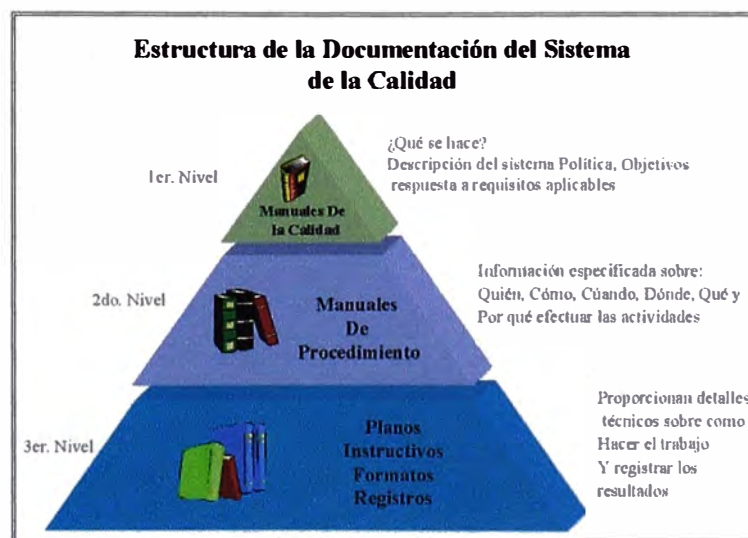 Estructura de la Documentación del Sistema
de la Calidad
1er. Nivel
Manuales De
la Calidad
¿Qué se hace?
Descripción del sistema Política, Objetivos
respuesta a requisitos aplicables
2do. Nivel
Manuales
De
Procedimiento
Información especificada sobre:
Quién, Cómo, Cúando, Dónde, Qué y
Por qué efectuar las actividades
3er. Nivel
Planos
Instructivos
Formatos
Registros
Proporcionan detalles
técnicos sobre como
Hacer el trabajo
Y registrar los
resultados